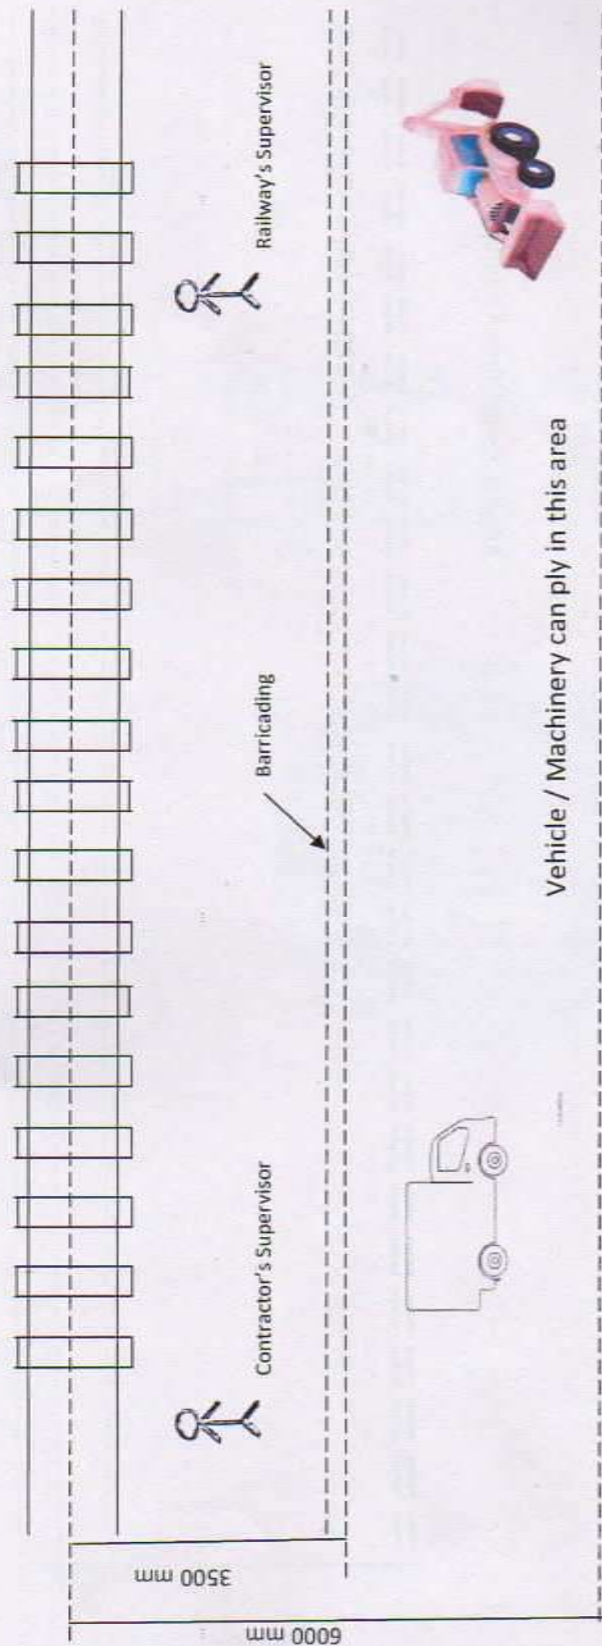 Railway's Supervisor
Barricading
Contractor's Supervisor
Vehicle / Machinery can ply in this area
3500 mm
6000 mm